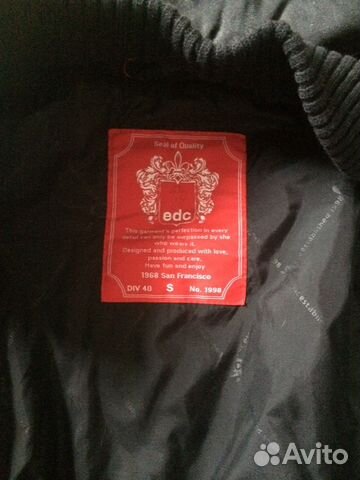 Seal of Quality
edc
This garment's perfection in every
detail can only be surpassed by she
who wears it.
Designed and produced with love,
passion and care.
Have fun and enjoy
1968 San Francisco
DIV 40 S No. 1998
established 1968
Avito